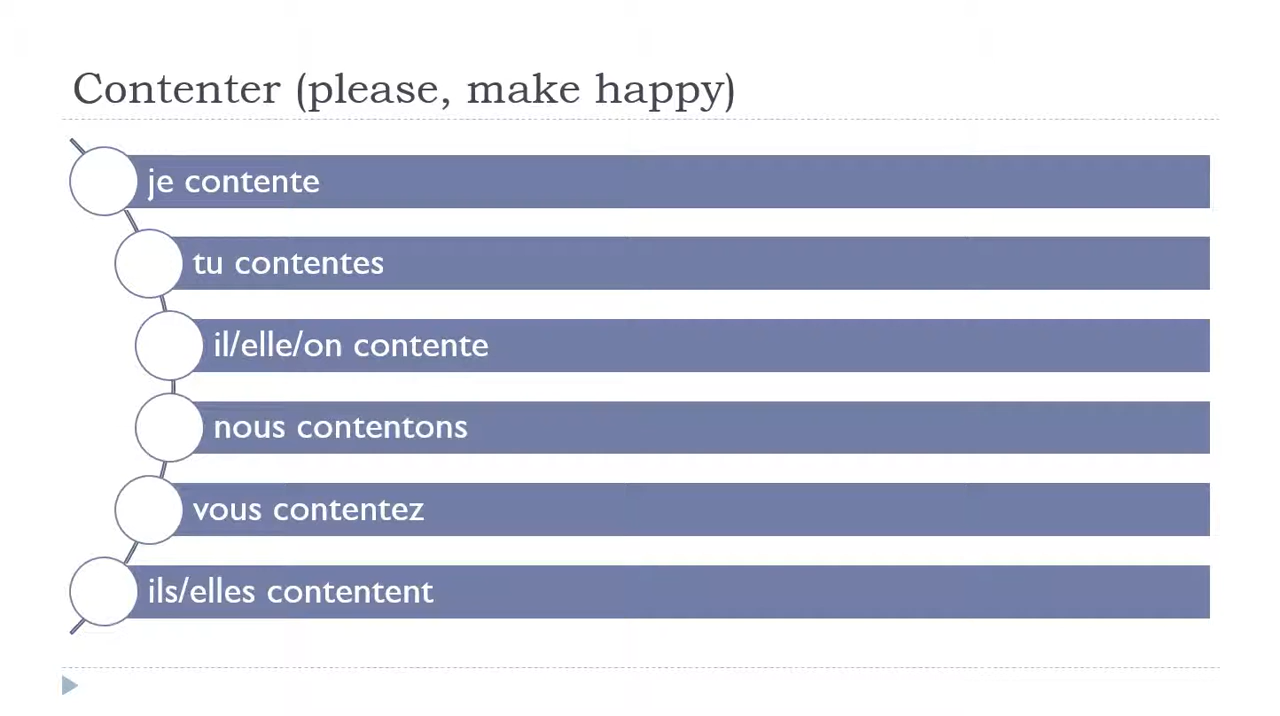 Contenter (please, make happy)
je contente
tu contentes
il/elle/on contente
nous contentons
vous contentez
ils/elles contentent